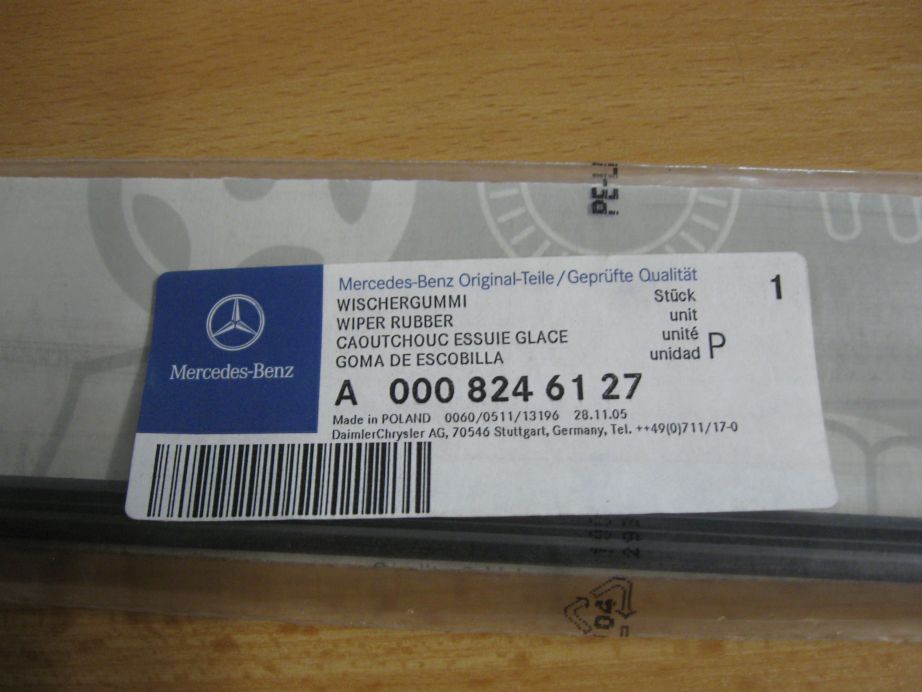 PE-L
Mercedes-Benz
Mercedes-Benz Original-Teile/Geprüfte Qualität
WISCHERGUMMI
WIPER RUBBER
CAOUTCHOUC ESSUIE GLACE
GOMA DE ESCOBILLA
Stück 1
unit
unité
unidad P
A 000 824 61 27
Made in POLAND 0060/0511/13196 28.11.05
DaimlerChrysler AG, 70546 Stuttgart, Germany, Tel. ++49(0)711/17-0
04